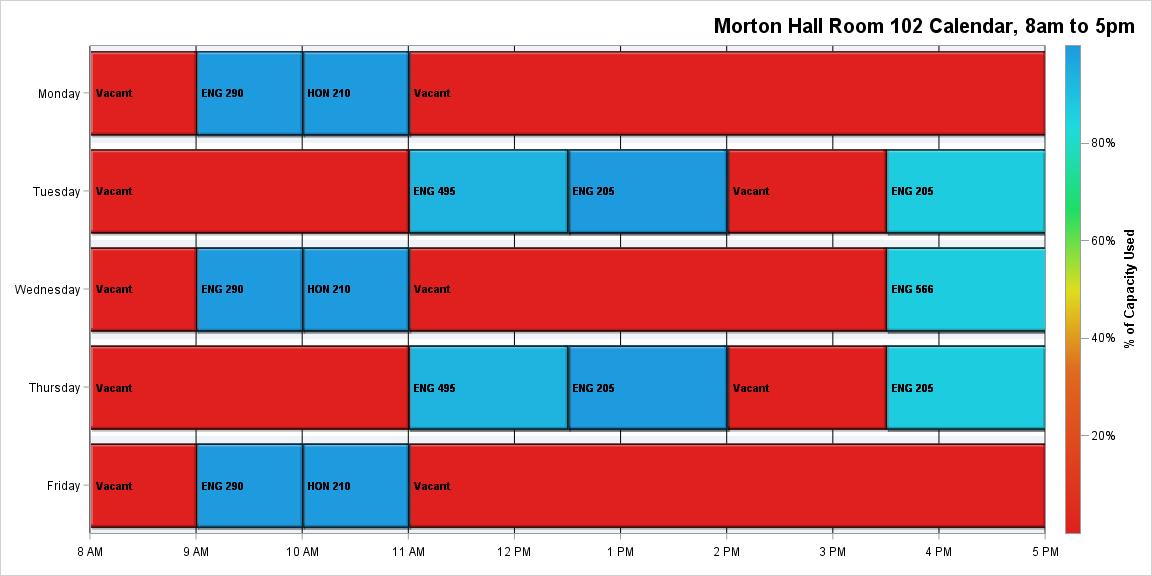 Morton Hall Room 102 Calendar, 8am to 5pm
Monday
Vacant
ENG 290
HON 210
Vacant
Tuesday
Vacant
ENG 495
ENG 205
Vacant
ENG 205
Wednesday
Vacant
ENG 290
HON 210
Vacant
ENG 566
Thursday
Vacant
ENG 495
ENG 205
Vacant
ENG 205
Friday
Vacant
ENG 290
HON 210
Vacant
8 AM
9 AM
10 AM
11 AM
12 PM
1 PM
2 PM
3 PM
4 PM
5 PM
80%
60%
40%
20%
% of Capacity Used